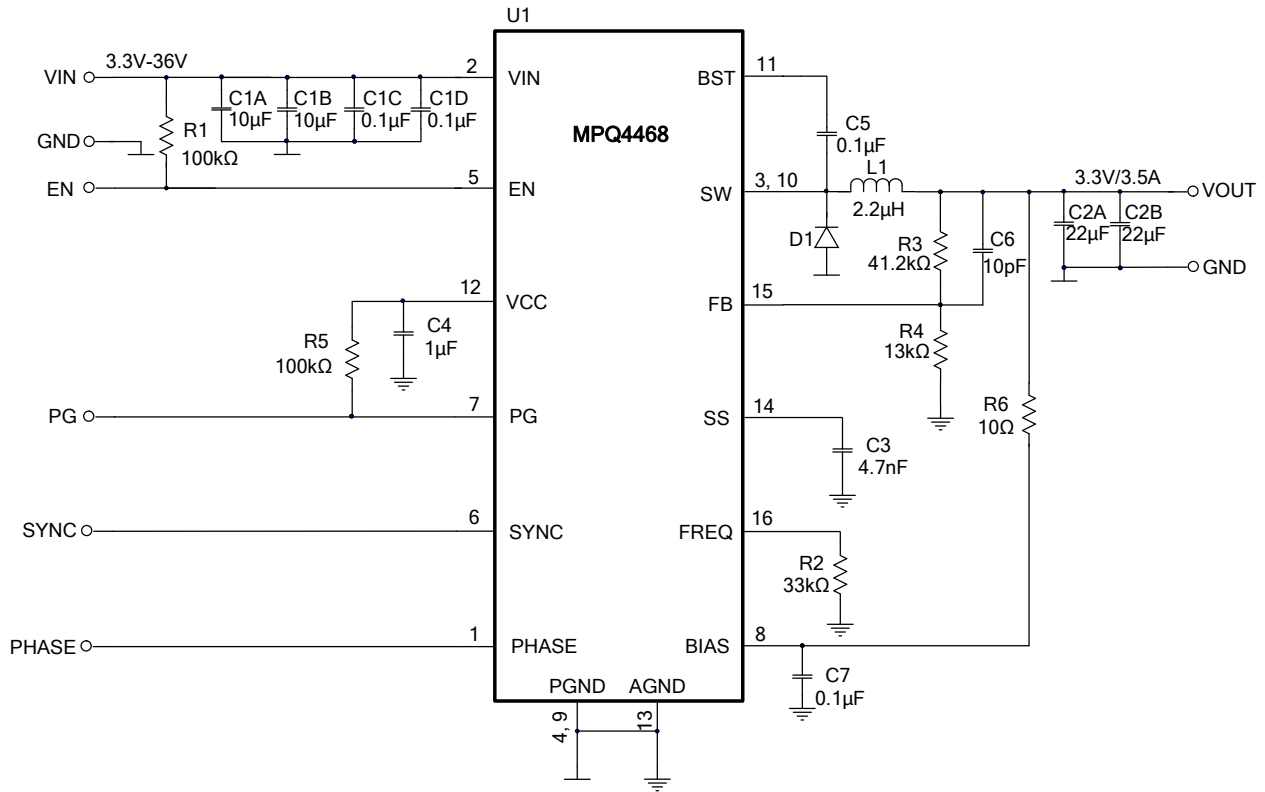 U1
VIN
3.3V-36V
2
VIN
BST
11
C1A
10µF
C1B
10µF
C1C
0.1µF
C1D
0.1µF
R1
100kΩ
GND
MPQ4468
C5
0.1µF
EN
5
EN
SW
3, 10
L1
2.2µH
3.3V/3.5A
VOUT
D1
R3
41.2kΩ
C6
10pF
C2A
22µF
C2B
22µF
GND
12
VCC
FB
15
R5
100kΩ
C4
1µF
R4
13kΩ
PG
7
PG
SS
14
R6
10Ω
C3
4.7nF
SYNC
6
SYNC
FREQ
16
R2
33kΩ
PHASE
1
PHASE
BIAS
8
C7
0.1µF
PGND
AGND
4, 9
13